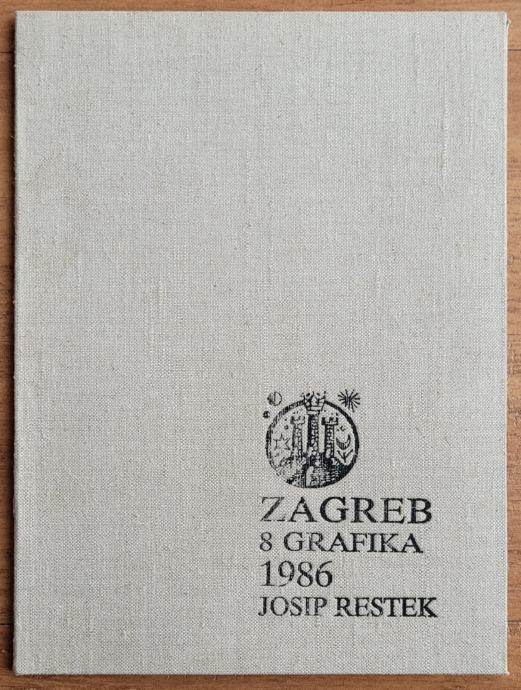 ZAGREB
8 GRAFIKA
1986
JOSIP RESTEK